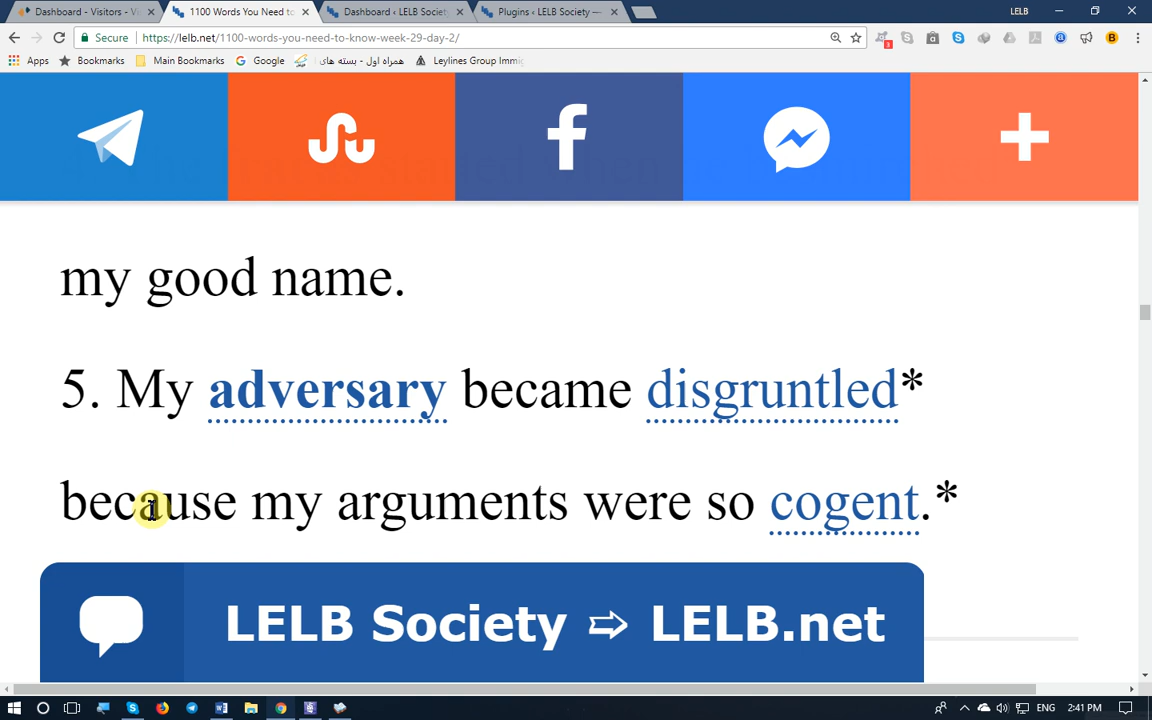 Dashboard ‹ Visitors - Vi
1100 Words You Need to
Dashboard ‹ LELB Societ
Plugins ‹ LELB Society —
LELB
Secure
https://lelb.net/1100-words-you-need-to-know-week-29-day-2/
3
Apps
Bookmarks
Main Bookmarks
Google
همراه اول - بسته های
Leylines Group Immig
my good name.
5. My adversary became disgruntled*
because my arguments were so cogent.*
LELB Society ⇨ LELB.net
ENG
2:41 PM